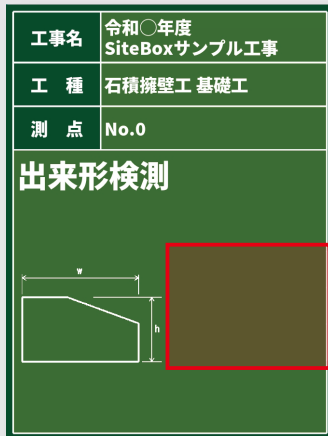 工事名 令和○年度
SiteBoxサンプル工事
工 種 石積擁壁工 基礎工
測 点 No.0
出来形検測
w
h